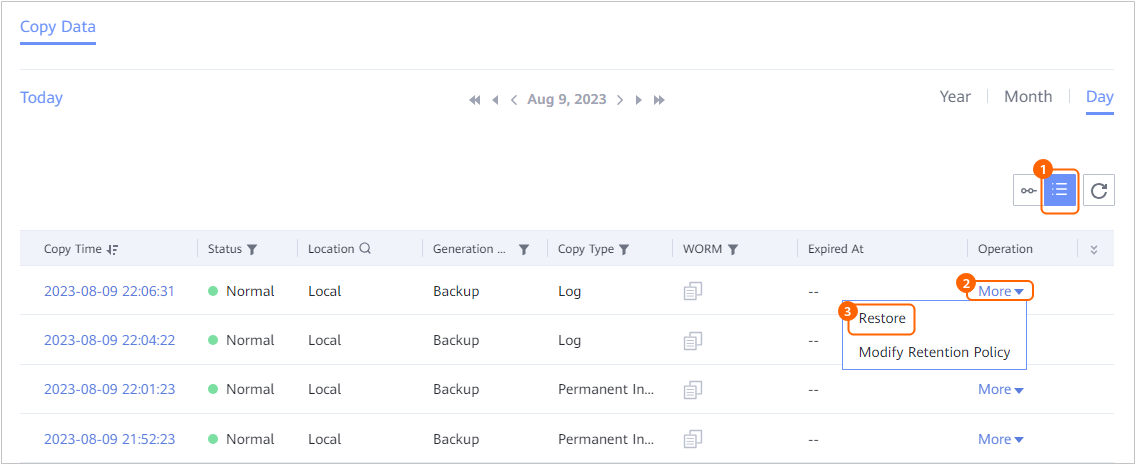 Copy Data
Today Aug 9, 2023 Year Month Day
1
Copy Time Status Location Generation ... Copy Type WORM Expired At Operation
2
2023-08-09 22:06:31 Normal Local Backup Log -- More
3 Restore
2023-08-09 22:04:22 Normal Local Backup Log --
Modify Retention Policy
2023-08-09 22:01:23 Normal Local Backup Permanent In... -- More
2023-08-09 21:52:23 Normal Local Backup Permanent In... -- More